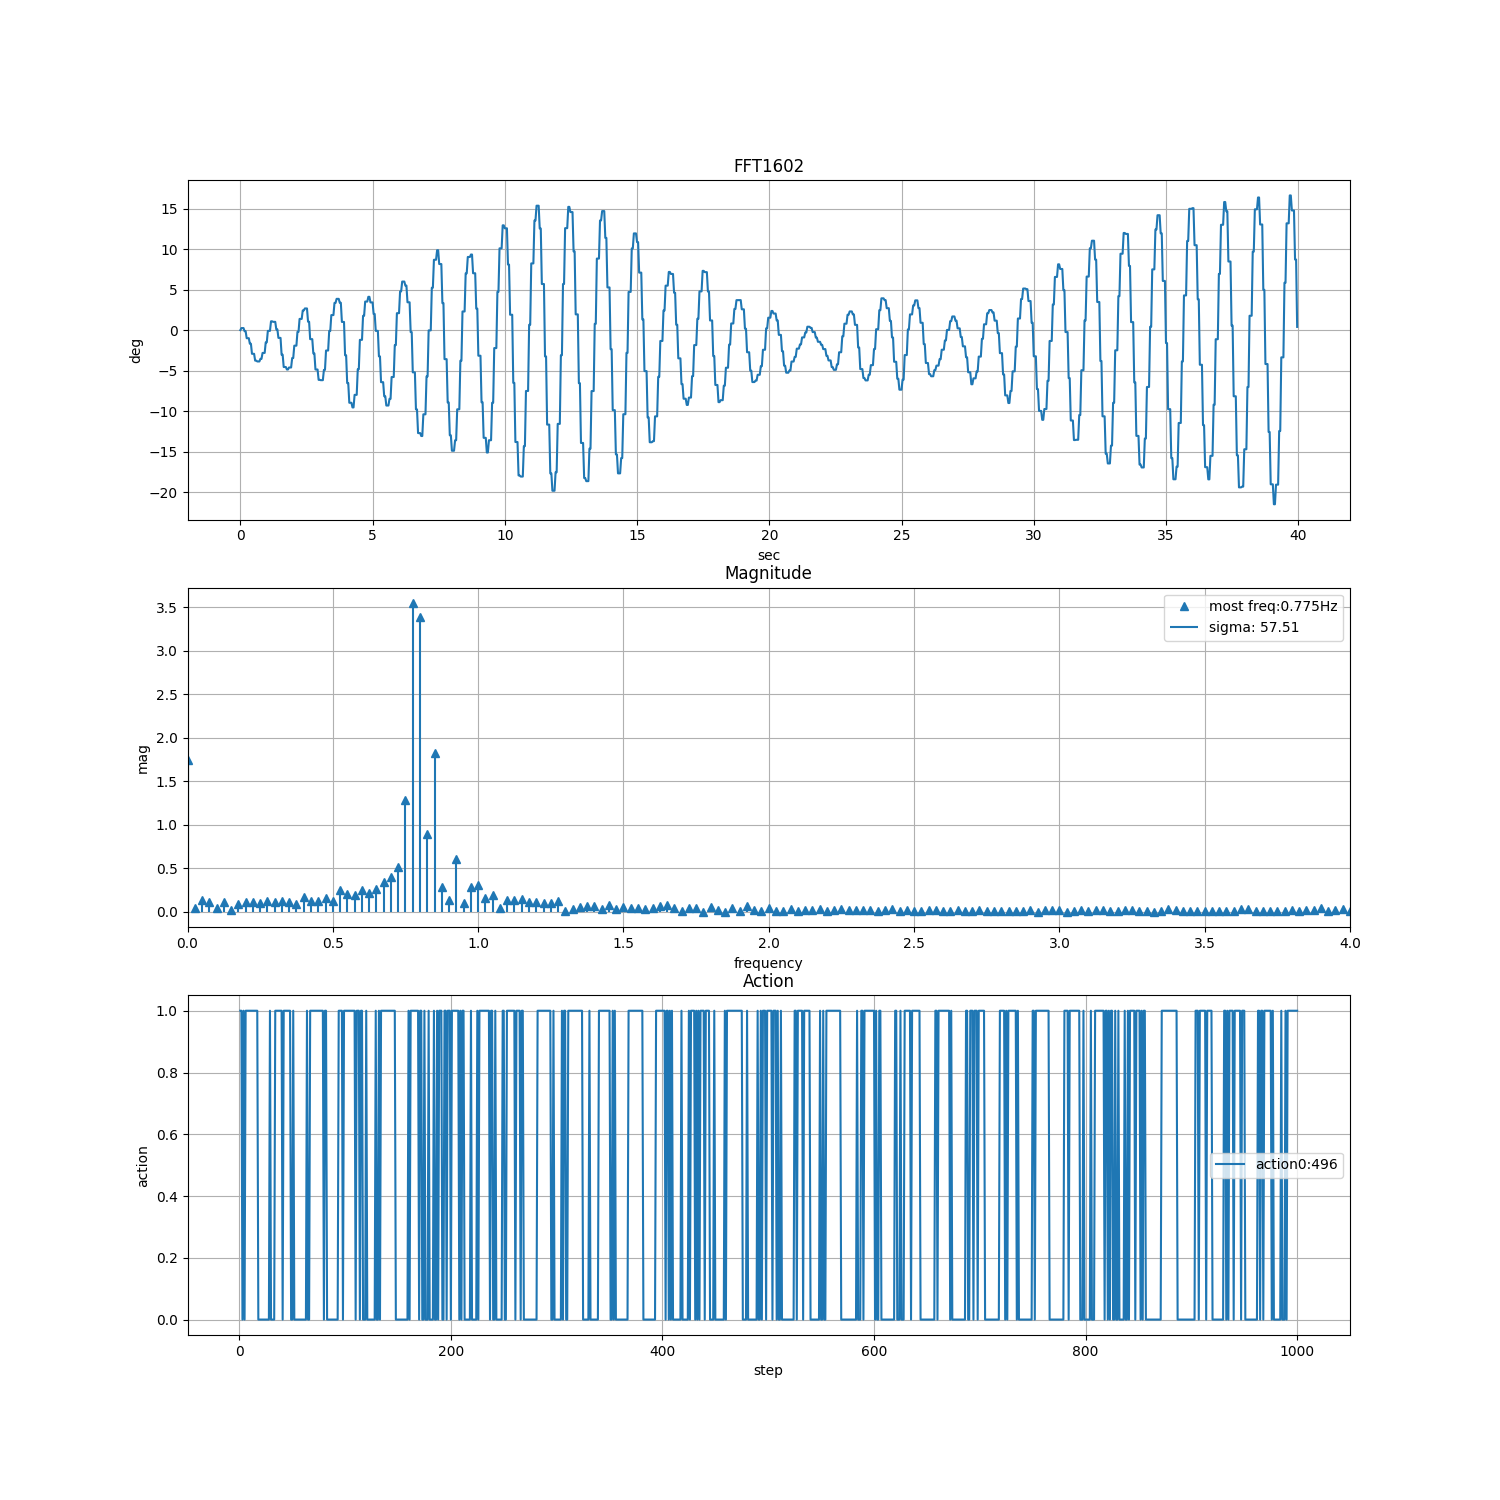 FFT1602
15
10
5
0
−5
−10
−15
−20
deg
0 5 10 15 20 25 30 35 40
sec
Magnitude
most freq:0.775Hz
sigma: 57.51
3.5
3.0
2.5
2.0
1.5
1.0
0.5
0.0
mag
0.0 0.5 1.0 1.5 2.0 2.5 3.0 3.5 4.0
frequency
Action
1.0
0.8
0.6
0.4
0.2
0.0
action
action0:496
0 200 400 600 800 1000
step